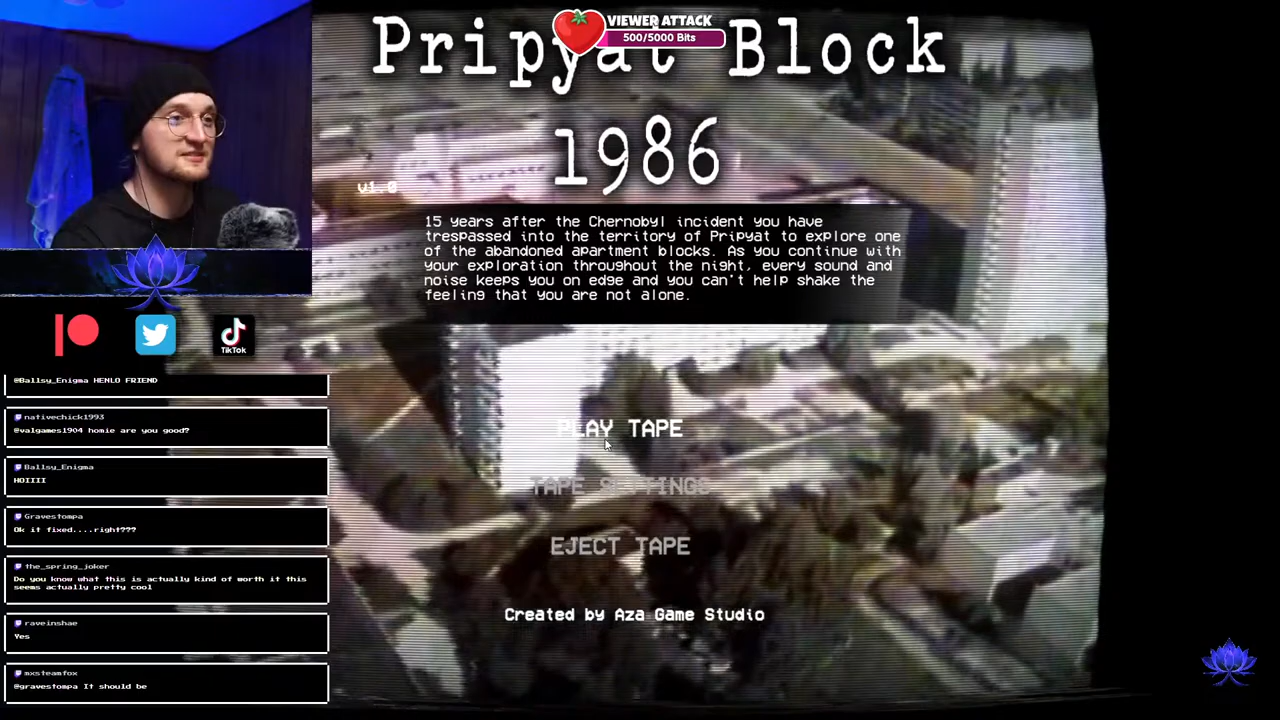 VIEWER ATTACK
500/5000 Bits
Pripyat Block
1986
v1.0
15 years after the Chernobyl incident you have
trespassed into the territory of Pripyat to explore one
of the abandoned apartment blocks. As you continue with
your exploration throughout the night, every sound and
noise keeps you on edge and you can't help shake the
feeling that you are not alone.
PLAY TAPE
TAPE SETTINGS
EJECT TAPE
Created by Aza Game Studio
TikTok
@Ballsy_Enigma HENLO FRIEND
nativechick1993
@valgames1904 homie are you good?
Ballsy_Enigma
HOIIII
Gravestompa
Ok it fixed....right???
the_spring_joker
Do you know what this is actually kind of worth it this
seems actually pretty cool
raveinshae
Yes
mxsteamfox
@gravestompa It should be